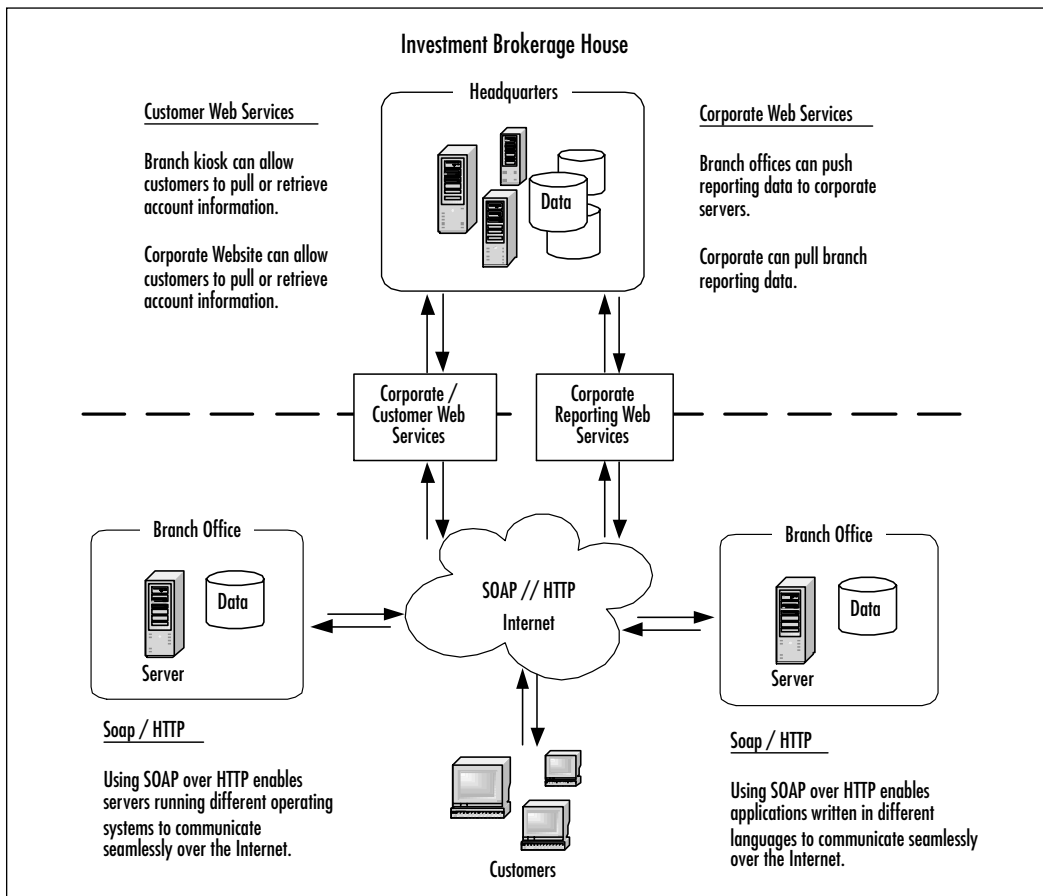 Investment Brokerage House
Headquarters
Data
Customer Web Services
Branch kiosk can allow
customers to pull or retrieve
account information.
Corporate Website can allow
customers to pull or retrieve
account information.
Corporate Web Services
Branch offices can push
reporting data to corporate
servers.
Corporate can pull branch
reporting data.
Corporate /
Customer Web
Services
Corporate
Reporting Web
Services
Branch Office
Data
Server
SOAP // HTTP
Internet
Branch Office
Data
Server
Soap / HTTP
Using SOAP over HTTP enables
servers running different operating
systems to communicate
seamlessly over the Internet.
Customers
Soap / HTTP
Using SOAP over HTTP enables
applications written in different
languages to communicate seamlessly
over the Internet.